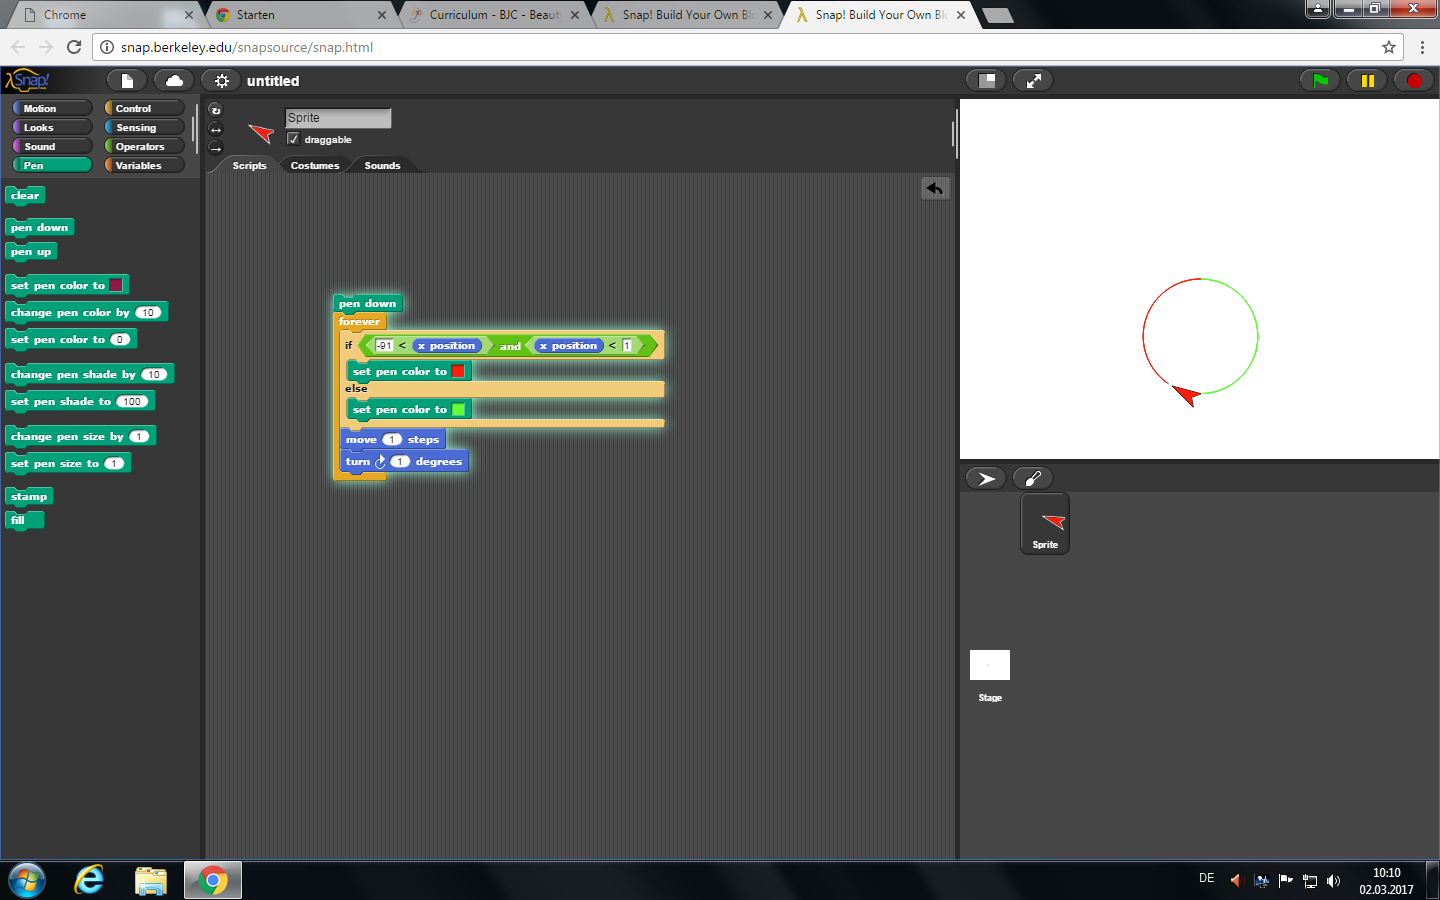 Chrome
Starten
Curriculum - BJC - Beaut
Snap! Build Your Own Blo
Snap! Build Your Own Blo
snap.berkeley.edu/snapsource/snap.html
Snap!
untitled
Motion
Control
Looks
Sensing
Sound
Operators
Pen
Variables
Sprite
draggable
Scripts
Costumes
Sounds
clear
pen down
pen up
set pen color to
change pen color by 10
set pen color to 0
change pen shade by 10
set pen shade to 100
change pen size by 1
set pen size to 1
stamp
fill
pen down
forever
if -91 < x position and x position < 1
set pen color to
else
set pen color to
move 1 steps
turn 1 degrees
Sprite
Stage
DE
10:10
02.03.2017